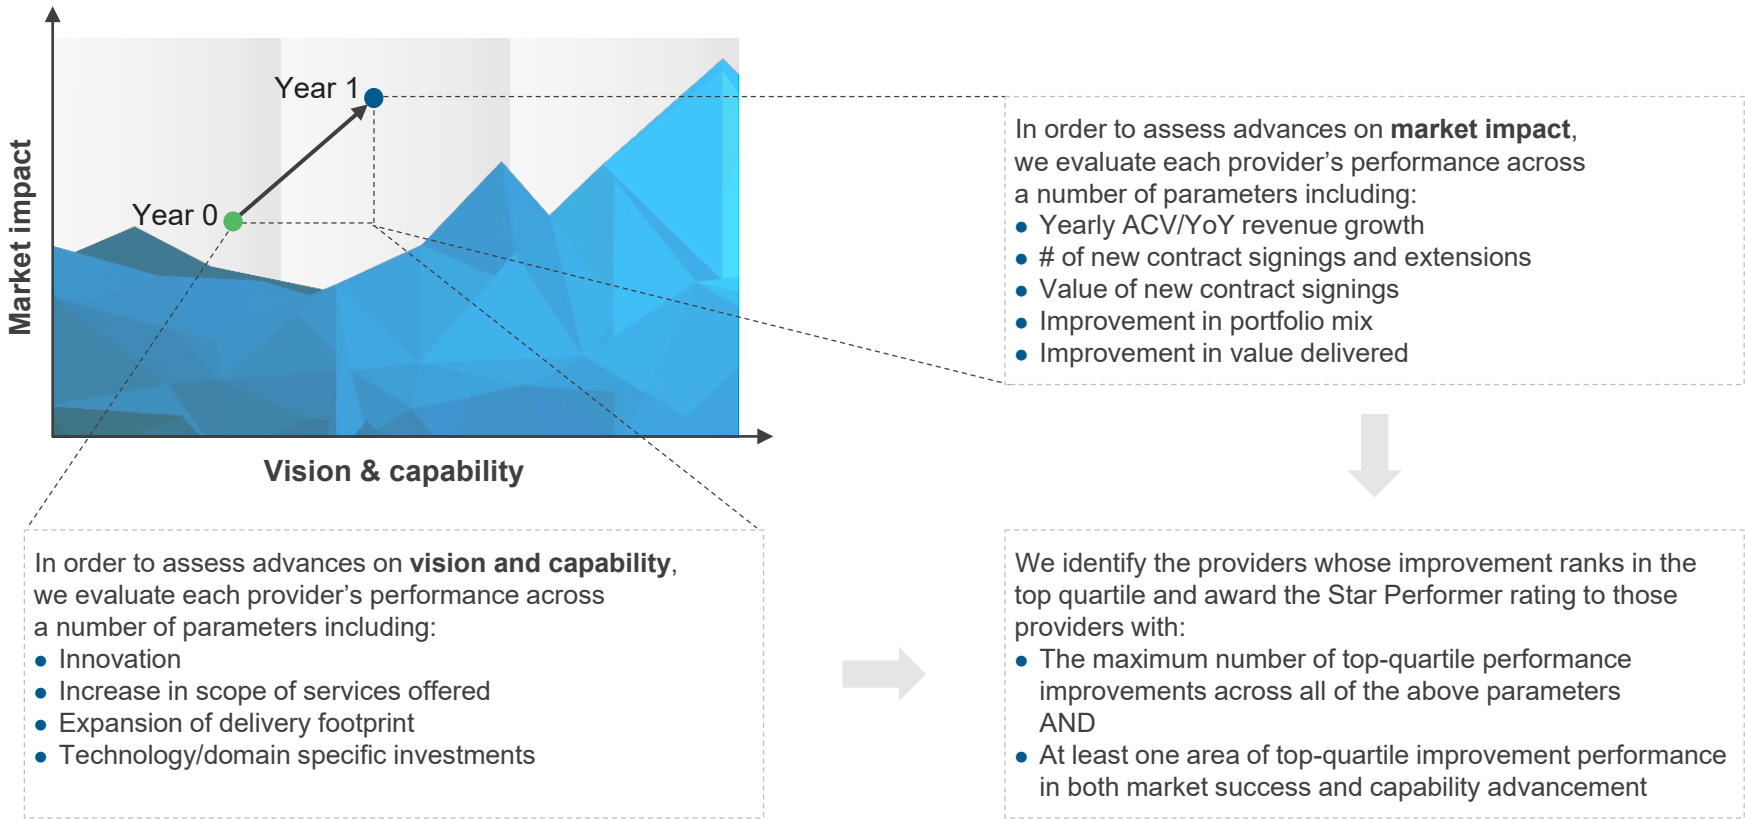 Market impact
Year 1
Year 0
Vision & capability
In order to assess advances on market impact,
we evaluate each provider’s performance across
a number of parameters including:
● Yearly ACV/YoY revenue growth
● # of new contract signings and extensions
● Value of new contract signings
● Improvement in portfolio mix
● Improvement in value delivered
In order to assess advances on vision and capability,
we evaluate each provider’s performance across
a number of parameters including:
● Innovation
● Increase in scope of services offered
● Expansion of delivery footprint
● Technology/domain specific investments
We identify the providers whose improvement ranks in the
top quartile and award the Star Performer rating to those
providers with:
● The maximum number of top-quartile performance
improvements across all of the above parameters
AND
● At least one area of top-quartile improvement performance
in both market success and capability advancement